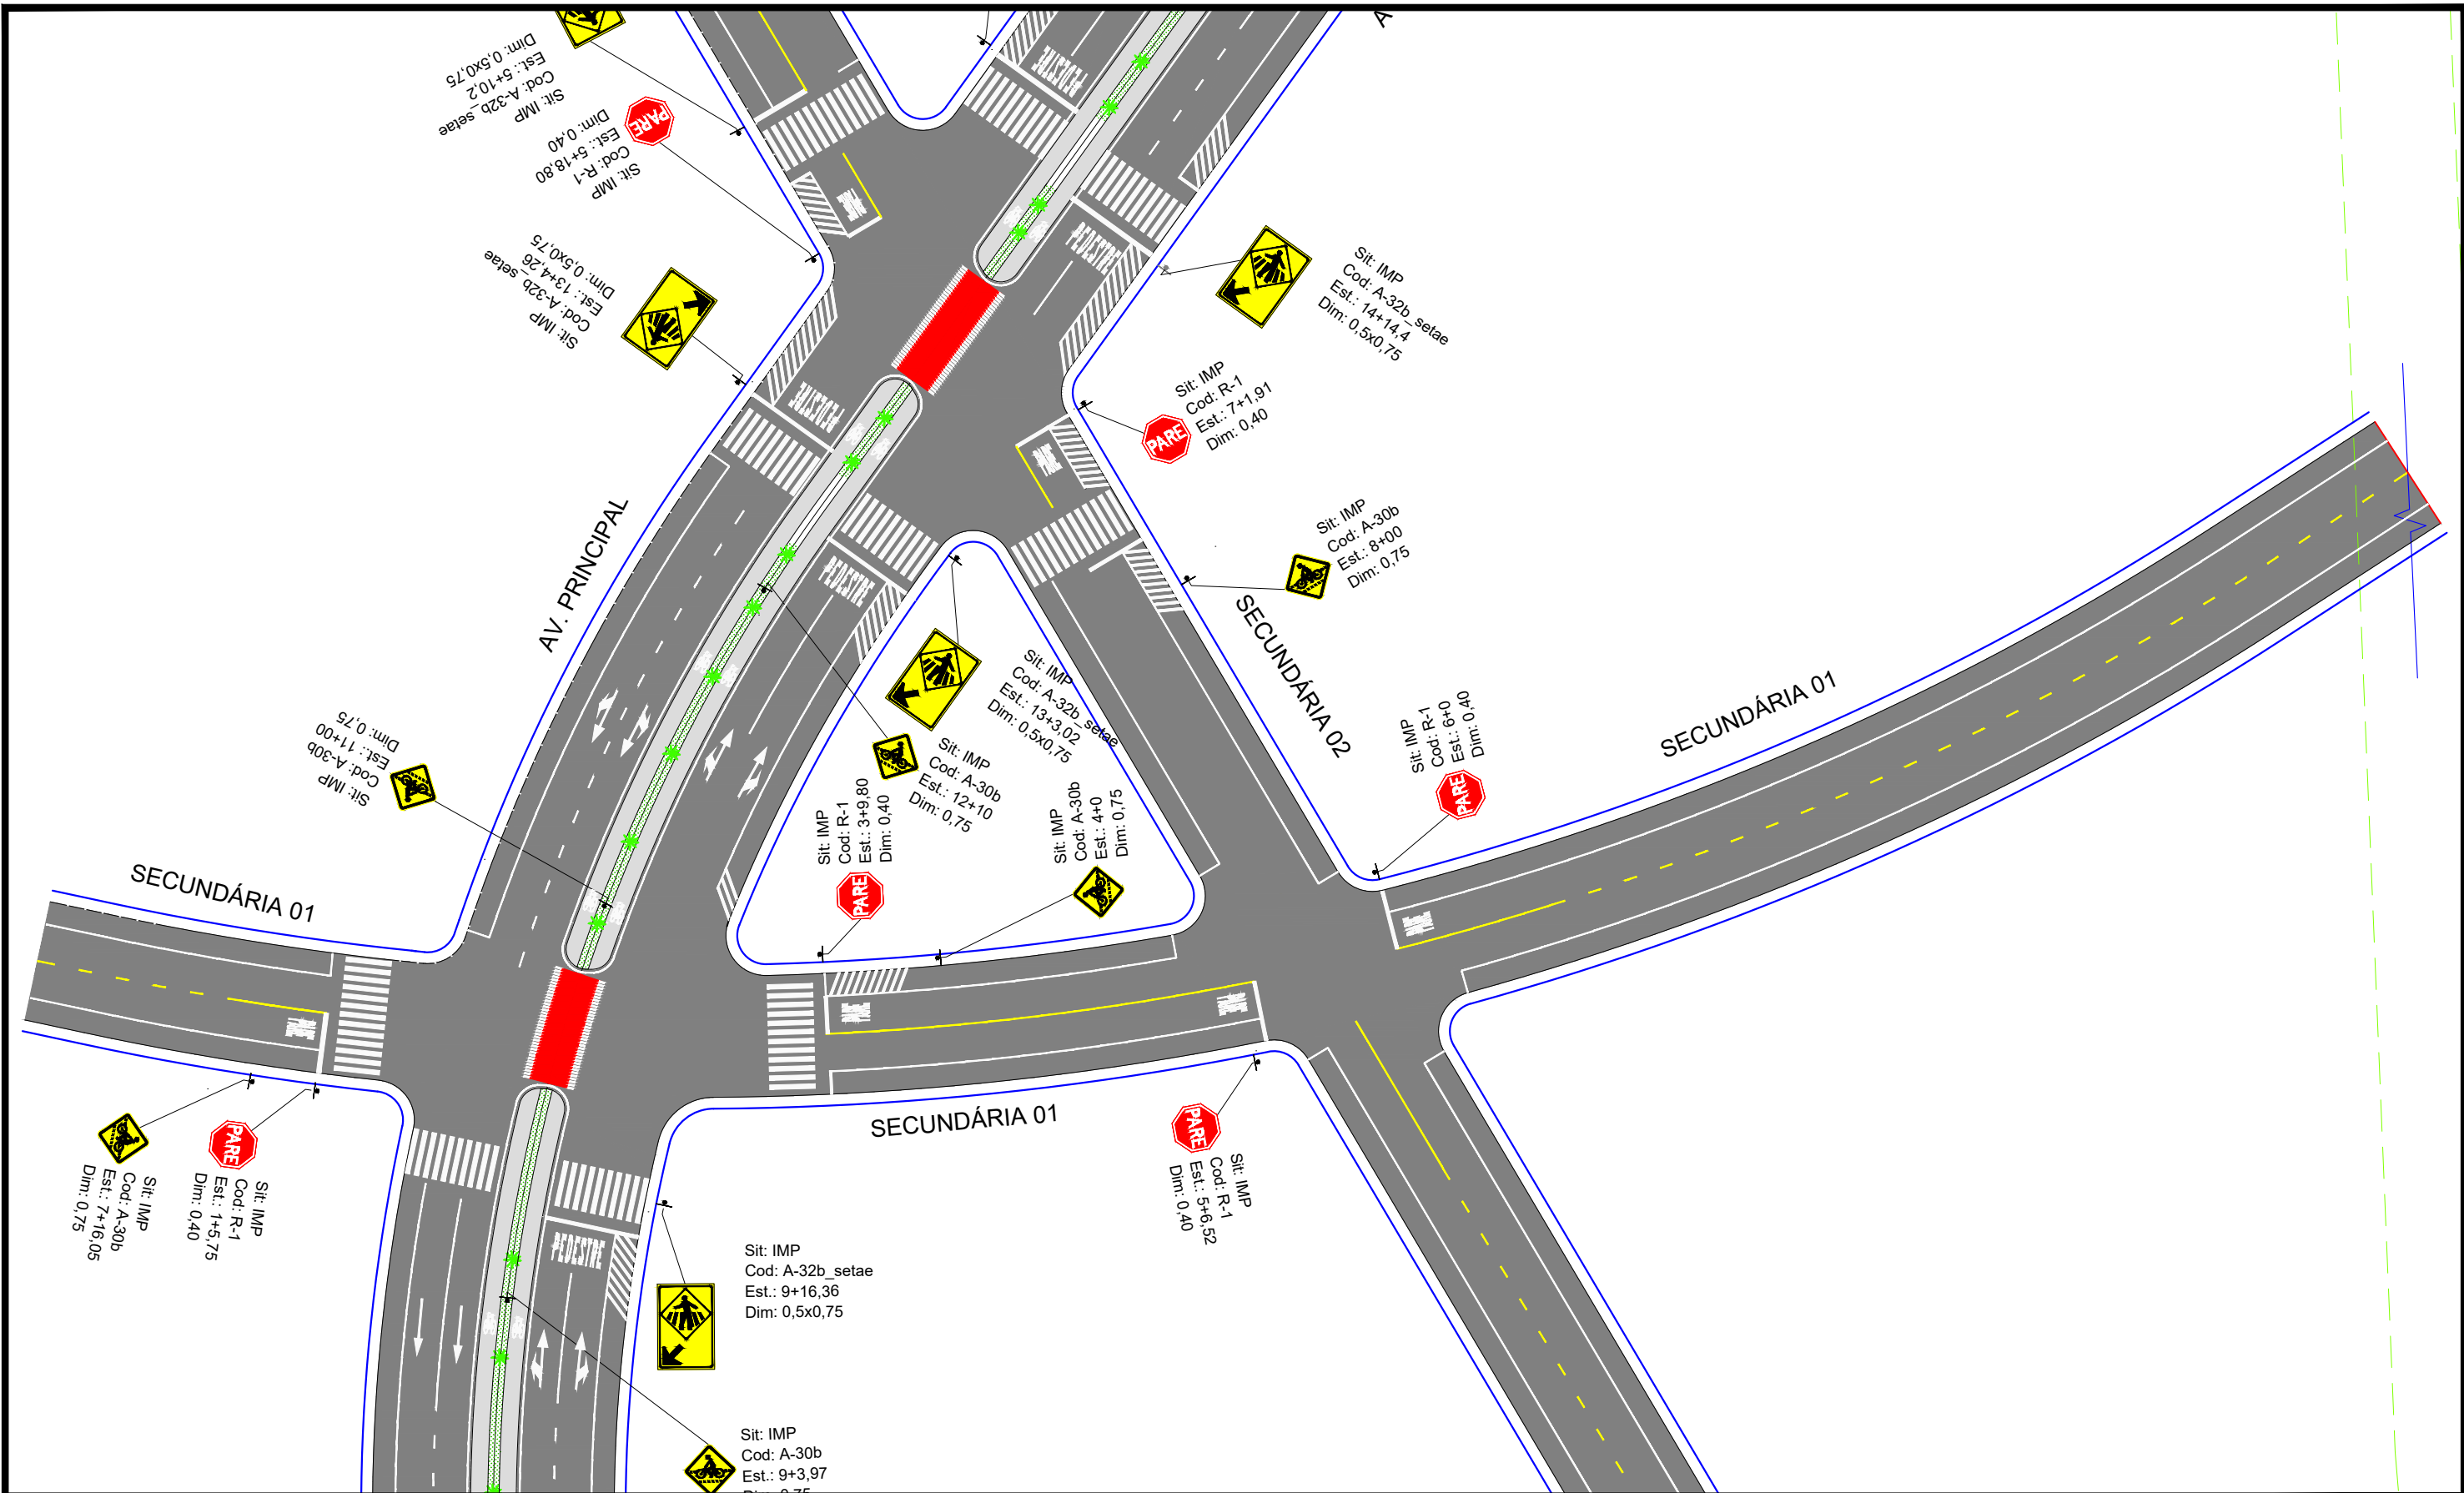 Sit: IMP
Cod: A-32b_setae
Est.: 5+10,2
Dim: 0,5x0,75
PARE
Sit: IMP
Cod: R-1
Est.: 5+18,80
Dim: 0,40
Sit: IMP
Cod: A-32b_setae
Est.: 13+4,26
Dim: 0,5x0,75
A
PEDESTRE
PARE
PEDESTRE
Sit: IMP
Cod: A-32b_setae
Est.: 14+14,4
Dim: 0,5x0,75
PARE
Sit: IMP
Cod: R-1
Est.: 7+1,91
Dim: 0,40
PEDESTRE
PARE
Sit: IMP
Cod: A-30b
Est.: 8+00
Dim: 0,75
AV. PRINCIPAL
PEDESTRE
SECUNDÁRIA 02
Sit: IMP
Cod: A-32b_setae
Est.: 13+3,02
Dim: 0,5x0,75
Sit: IMP
Cod: A-30b
Est.: 12+10
Dim: 0,75
Sit: IMP
Cod: A-30b
Est.: 11+00
Dim: 0,75
SECUNDÁRIA 01
Sit: IMP
Cod: R-1
Est.: 6+0
Dim: 0,40
PARE
PARE
Sit: IMP
Cod: R-1
Est.: 3+9,80
Dim: 0,40
PARE
Sit: IMP
Cod: A-30b
Est.: 4+0
Dim: 0,75
SECUNDÁRIA 01
PARE
PARE
PARE
SECUNDÁRIA 01
Sit: IMP
Cod: A-30b
Est.: 7+16,05
Dim: 0,75
PARE
Sit: IMP
Cod: R-1
Est.: 1+5,75
Dim: 0,40
PARE
Sit: IMP
Cod: R-1
Est.: 5+6,52
Dim: 0,40
PEDESTRE
Sit: IMP
Cod: A-32b_setae
Est.: 9+16,36
Dim: 0,5x0,75
Sit: IMP
Cod: A-30b
Est.: 9+3,97